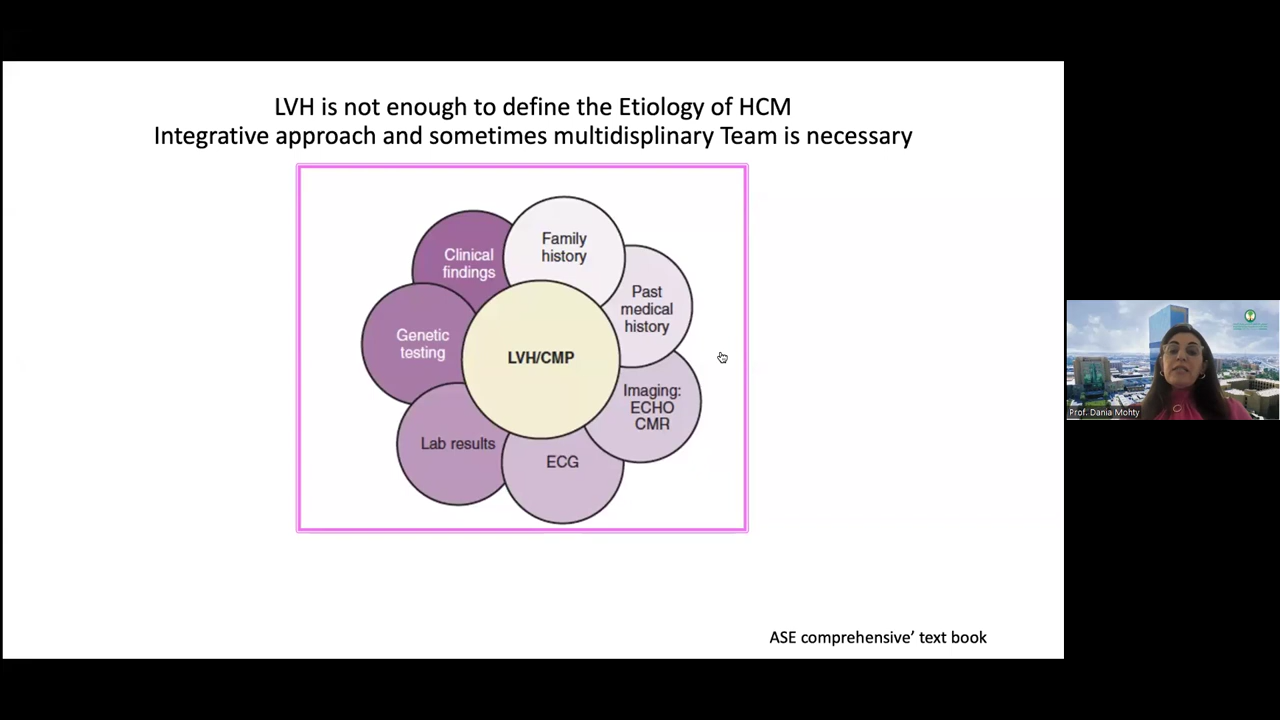 LVH is not enough to define the Etiology of HCM
Integrative approach and sometimes multidisplinary Team is necessary
Family
history
Clinical
findings
Past
medical
history
Genetic
testing
LVH/CMP
Imaging:
ECHO
CMR
Lab results
ECG
ASE comprehensive’ text book
Prof. Dania Mohty